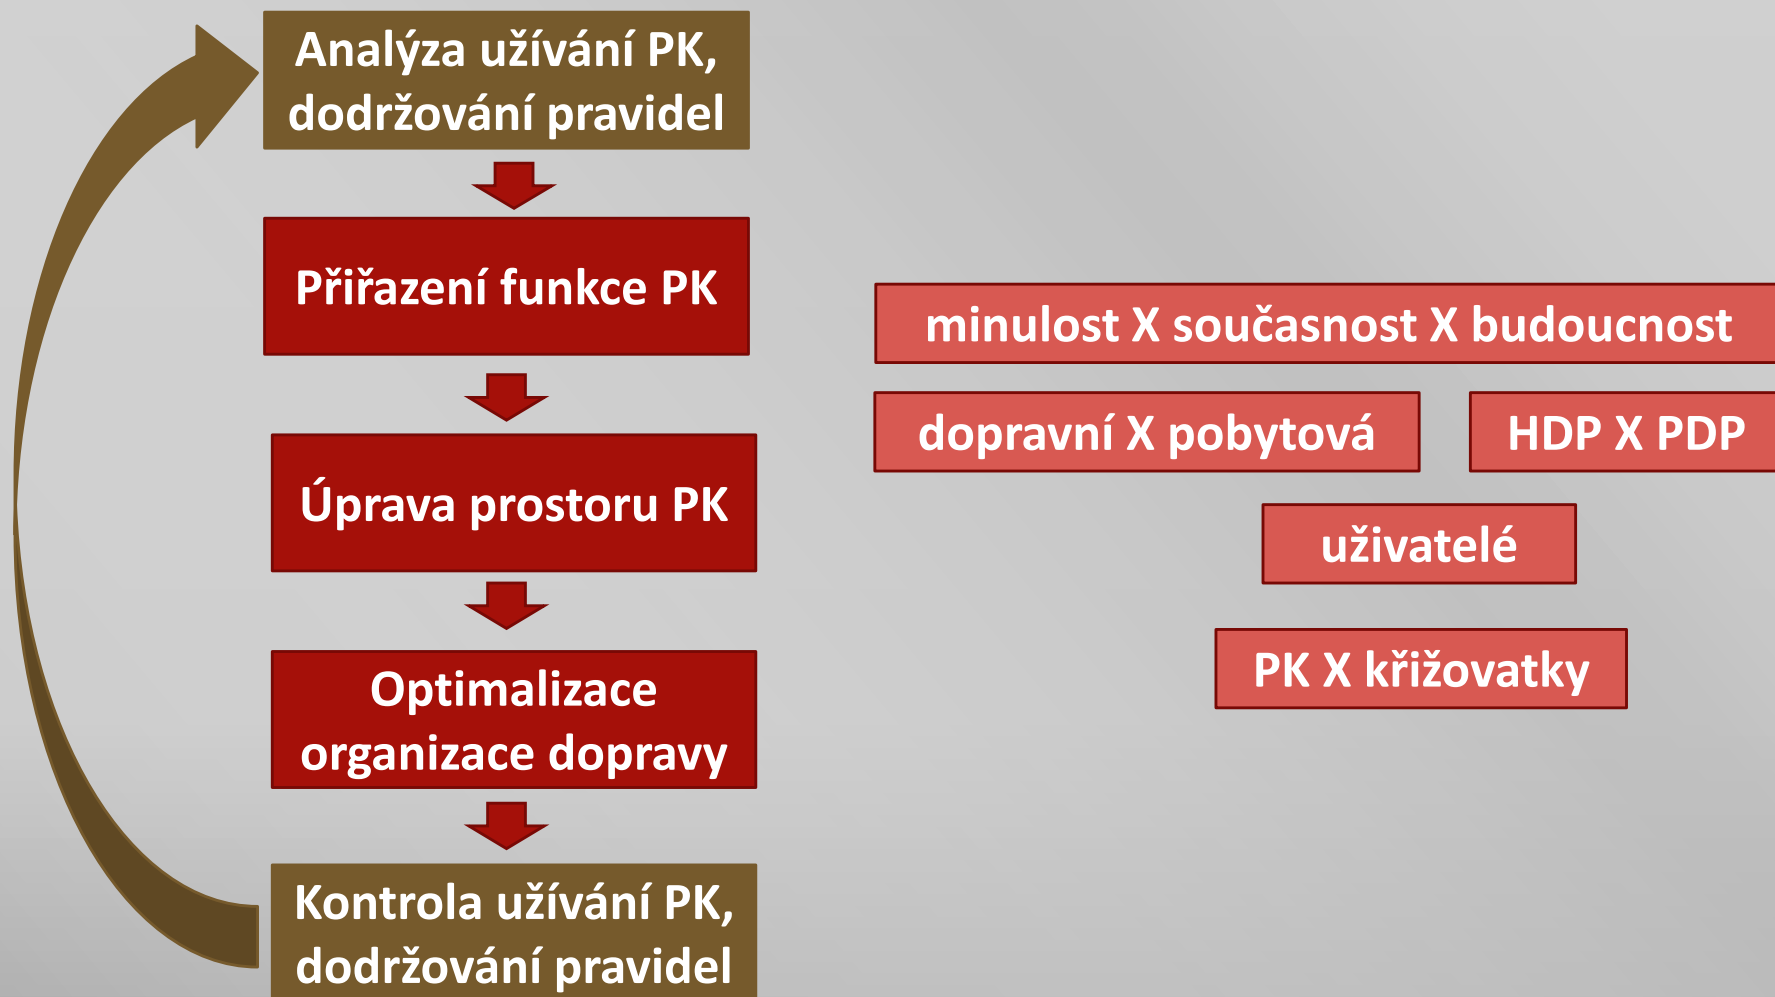 Analýza užívání PK,
dodržování pravidel
Přiřazení funkce PK
Úprava prostoru PK
Optimalizace
organizace dopravy
Kontrola užívání PK,
dodržování pravidel
minulost X současnost X budoucnost
dopravní X pobytová
HDP X PDP
uživatelé
PK X křižovatky